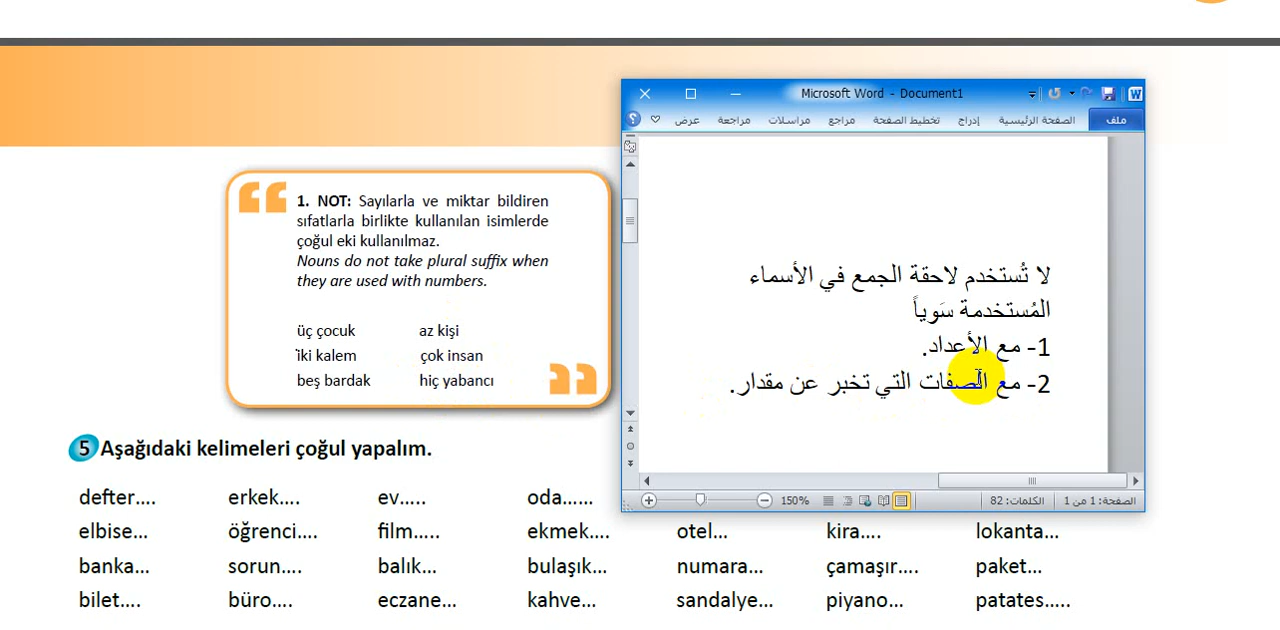 1. NOT: Sayılarla ve miktar bildiren
sıfatlarla birlikte kullanılan isimlerde
çoğul eki kullanılmaz.
Nouns do not take plural suffix when
they are used with numbers.
üç çocuk az kişi
iki kalem çok insan
beş bardak hiç yabancı
Microsoft Word - Document1
ملف الصفحة الرئيسية إدراج تخطيط الصفحة مراجع مراسلات مراجعة عرض
لا تُستخدم لاحقة الجمع في الأسماء
المُستخدمة سَوياً
1- مع الأعداد.
2- مع الصفات التي تخبر عن مقدار.
الصفحة: 1 من 1 الكلمات: 82 150%
5 Aşağıdaki kelimeleri çoğul yapalım.
defter.... erkek.... ev..... oda......
elbise... öğrenci.... film..... ekmek.... otel... kira.... lokanta...
banka... sorun.... balık... bulaşık... numara... çamaşır.... paket...
bilet.... büro.... eczane... kahve... sandalye... piyano... patates.....